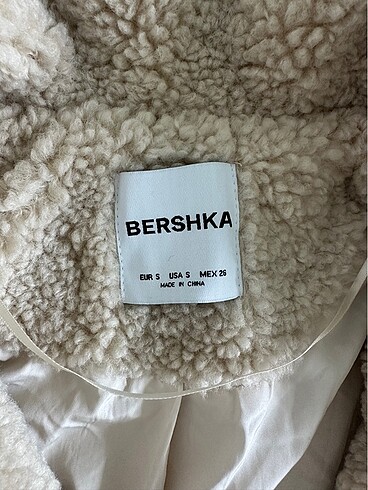 BERSHKA
EUR S USA S MEX 26
MADE IN CHINA